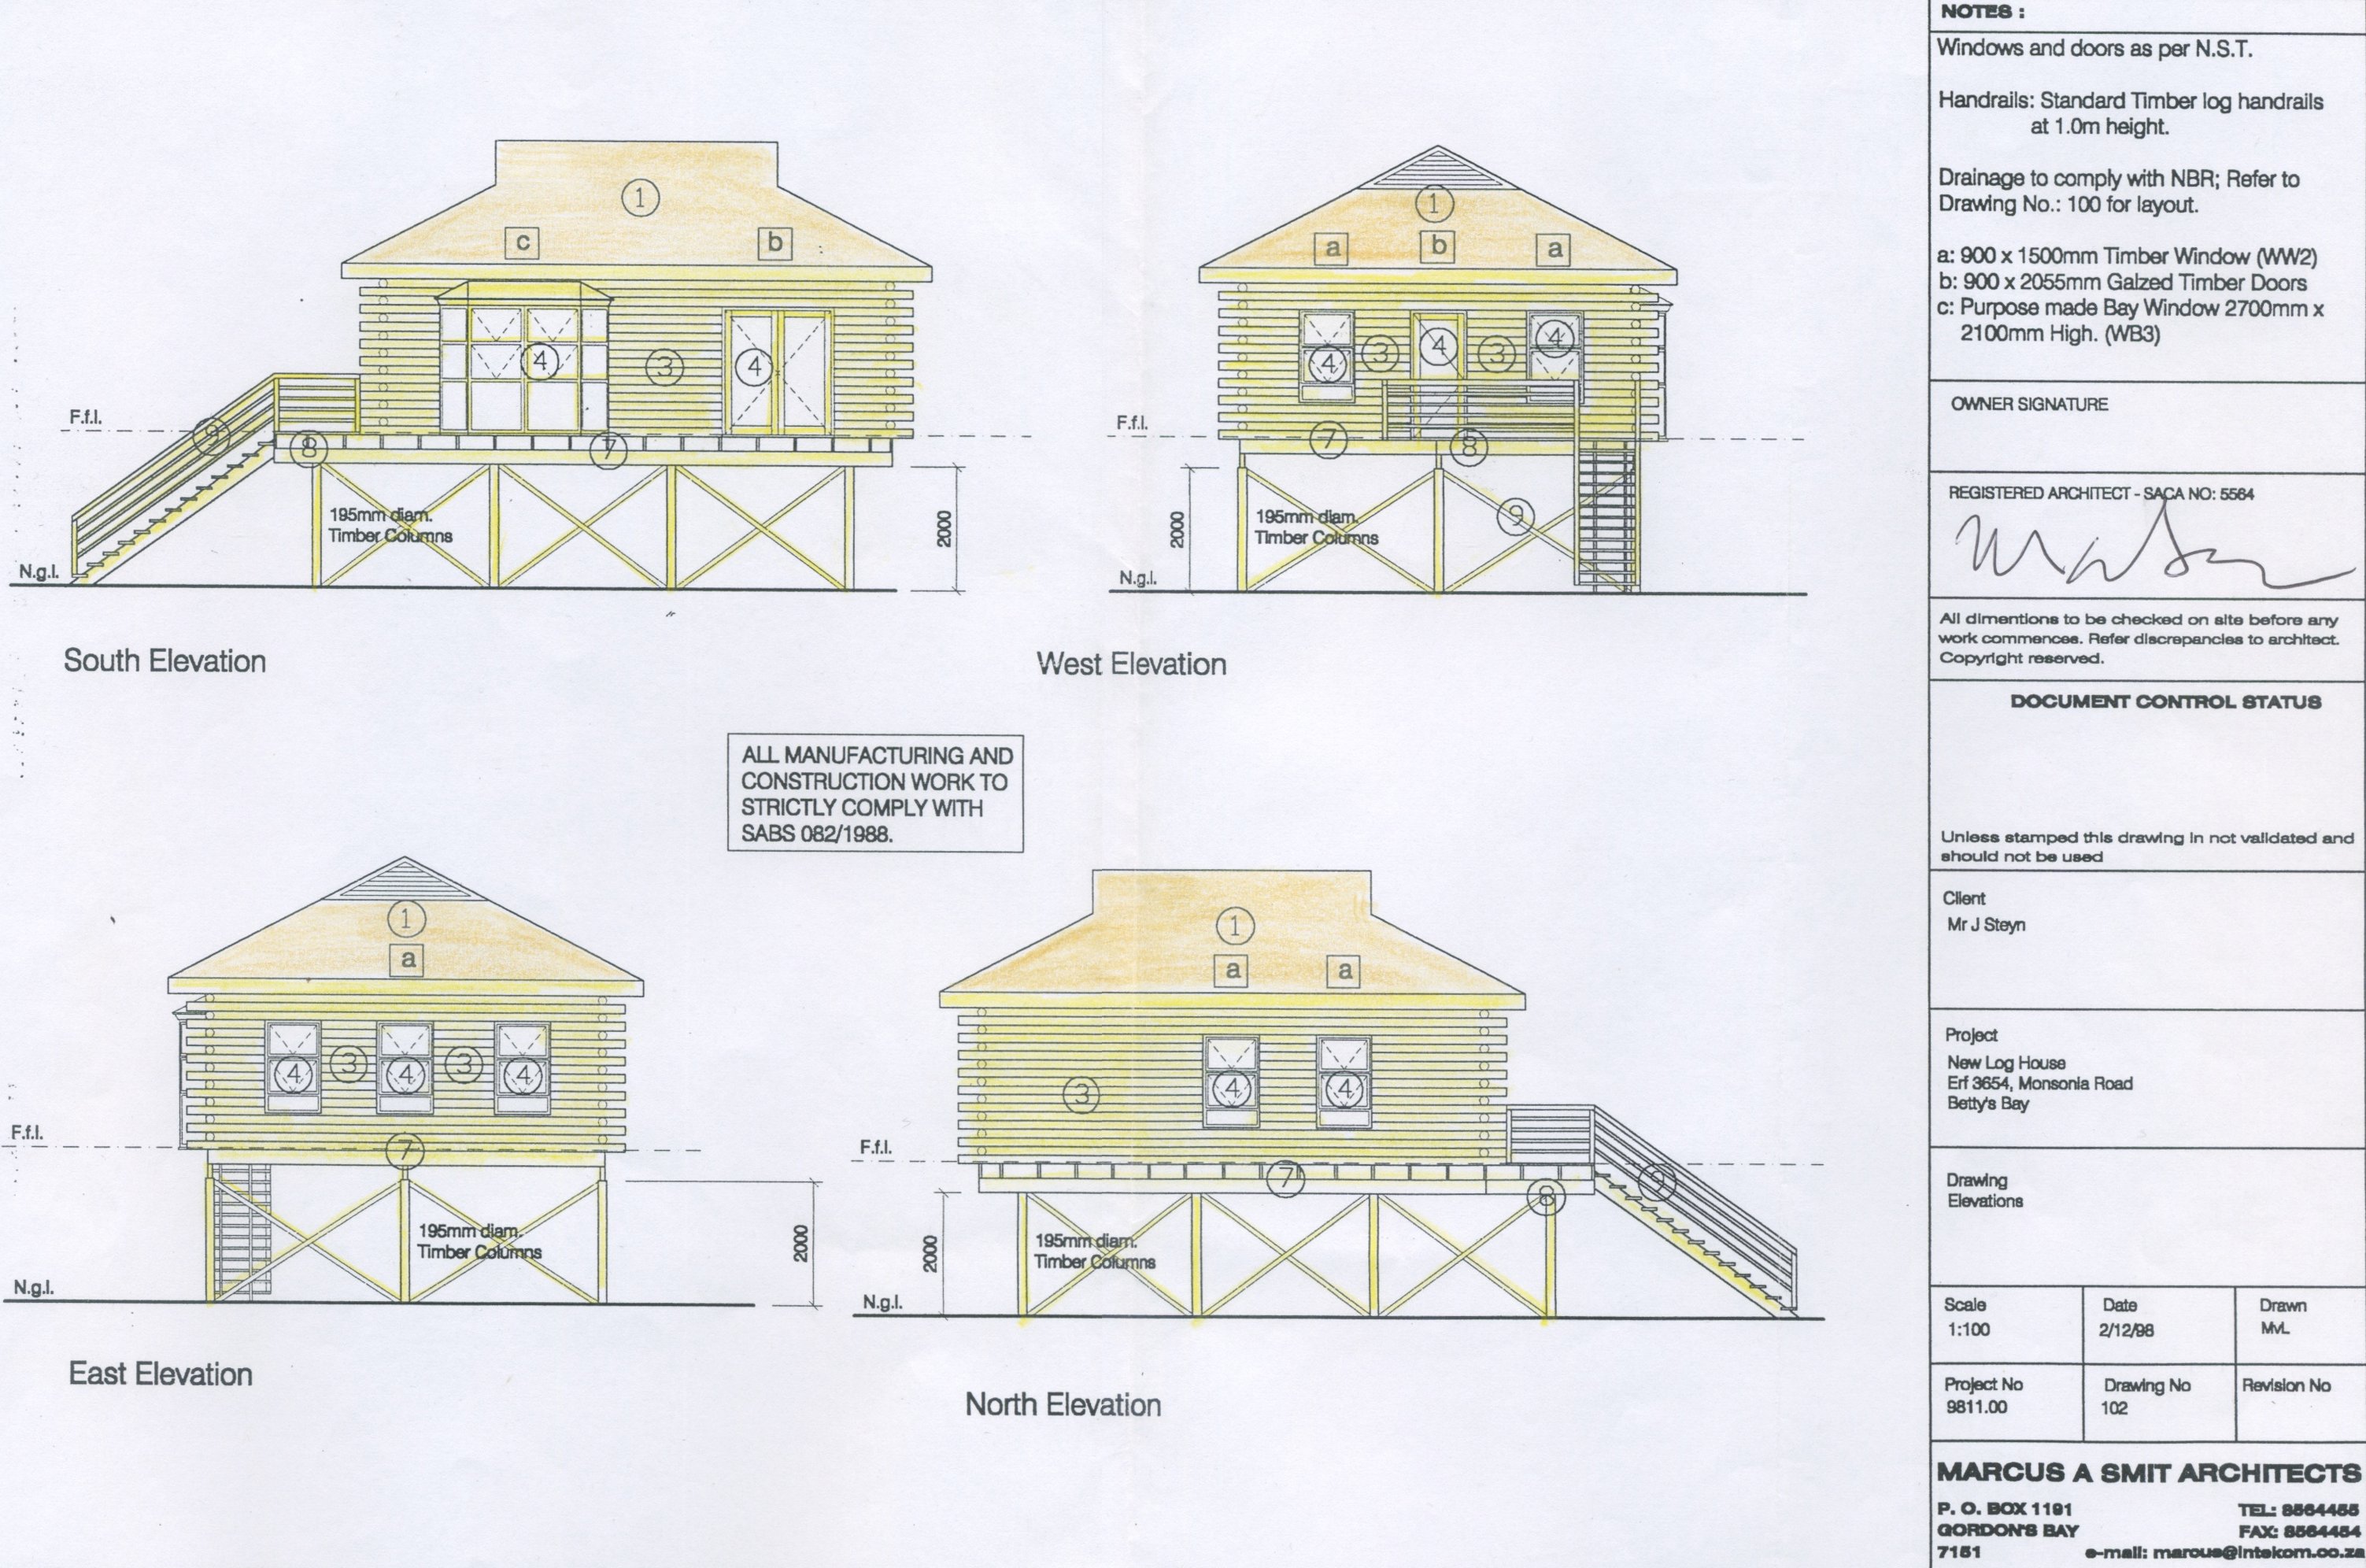 1
c
b
4
3
4
F.f.l.
9
8
7
195mm diam.
Timber Columns
2000
N.g.l.
South Elevation
1
a
b
a
4
3
4
3
4
F.f.l.
7
8
195mm diam.
Timber Columns
9
2000
N.g.l.
West Elevation
ALL MANUFACTURING AND
CONSTRUCTION WORK TO
STRICTLY COMPLY WITH
SABS 082/1988.
1
a
4
3
4
3
4
F.f.l.
7
195mm diam.
Timber Columns
2000
N.g.l.
East Elevation
1
a
a
3
4
4
F.f.l.
7
8
9
195mm diam.
Timber Columns
2000
N.g.l.
North Elevation
NOTES :
Windows and doors as per N.S.T.
Handrails: Standard Timber log handrails
at 1.0m height.
Drainage to comply with NBR; Refer to
Drawing No.: 100 for layout.
a: 900 x 1500mm Timber Window (WW2)
b: 900 x 2055mm Galzed Timber Doors
c: Purpose made Bay Window 2700mm x
2100mm High. (WB3)
OWNER SIGNATURE
REGISTERED ARCHITECT - SACA NO: 5564
All dimentions to be checked on site before any
work commences. Refer discrepancies to architect.
Copyright reserved.
DOCUMENT CONTROL STATUS
Unless stamped this drawing in not validated and
should not be used
Client
Mr J Steyn
Project
New Log House
Erf 3654, Monsonia Road
Betty's Bay
Drawing
Elevations
Scale
1:100
Date
2/12/98
Drawn
MvL
Project No
9811.00
Drawing No
102
Revision No
MARCUS A SMIT ARCHITECTS
P. O. BOX 1191 TEL: 8564455
GORDON'S BAY FAX: 8564454
7151 e-mail: marcus@intekom.co.za